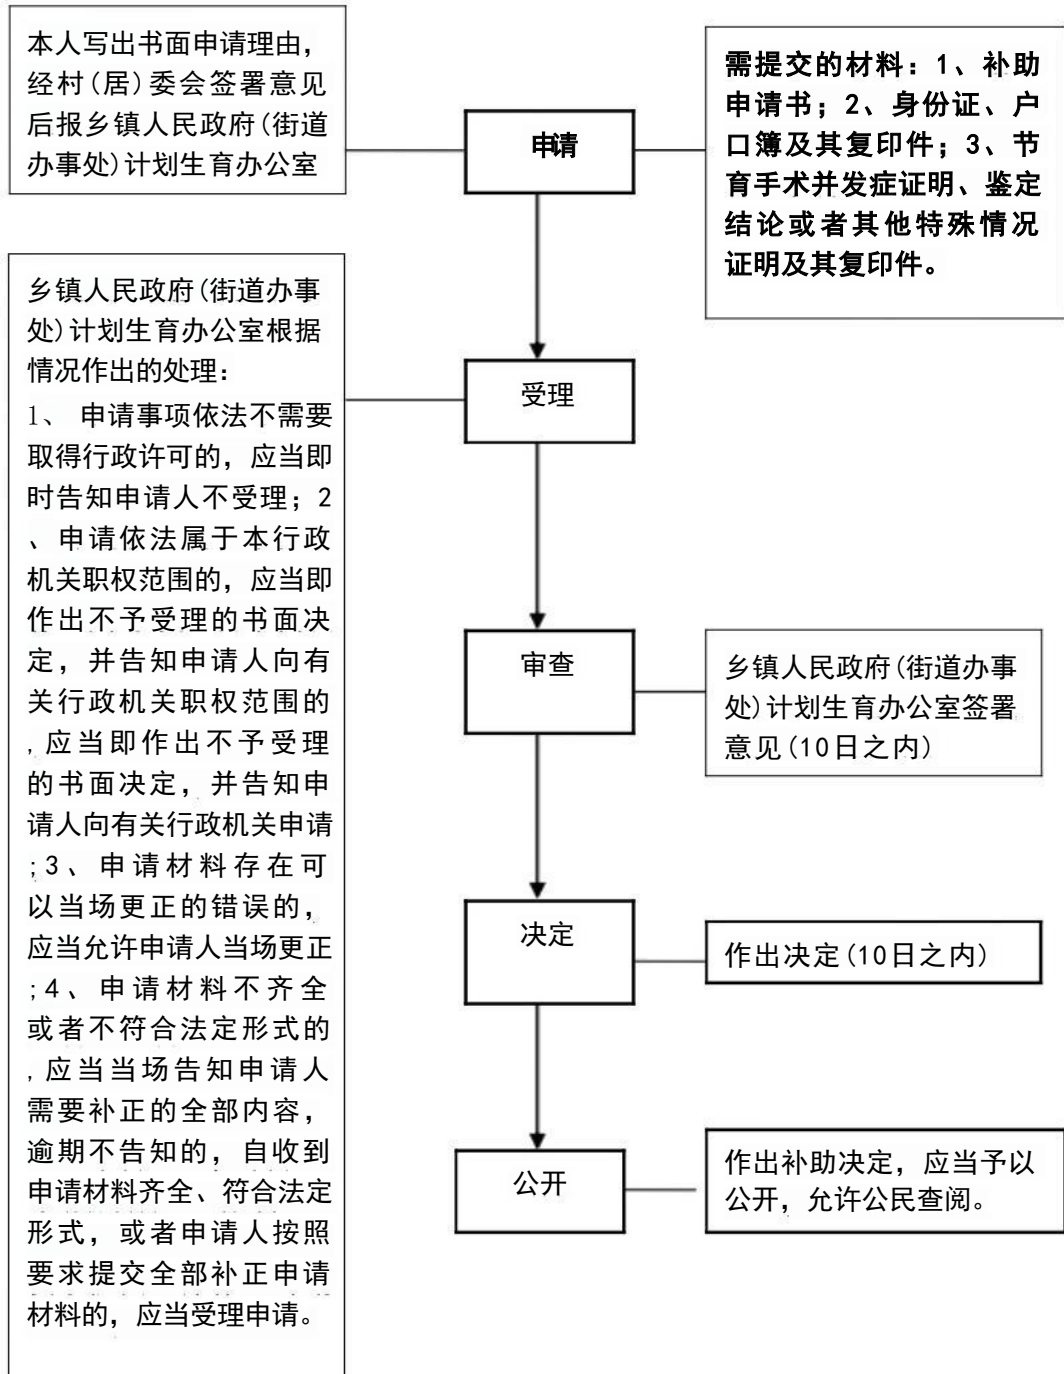 本人写出书面申请理由，
经村(居)委会签署意见
后报乡镇人民政府(街道
办事处)计划生育办公室
申请
需提交的材料：1、补助
申请书；2、身份证、户
口簿及其复印件；3、节
育手术并发症证明、鉴定
结论或者其他特殊情况
证明及其复印件。
乡镇人民政府(街道办事
处)计划生育办公室根据
情况作出的处理：
1、 申请事项依法不需要
取得行政许可的，应当即
时告知申请人不受理；2
、申请依法属于本行政
机关职权范围的，应当即
作出不予受理的书面决
定，并告知申请人向有
关行政机关职权范围的
,应当即作出不予受理
的书面决定，并告知申
请人向有关行政机关申请
;3、申请材料存在可
以当场更正的错误的，
应当允许申请人当场更正
;4、申请材料不齐全
或者不符合法定形式的
,应当当场告知申请人
需要补正的全部内容，
逾期不告知的，自收到
申请材料齐全、符合法定
形式，或者申请人按照
要求提交全部补正申请
材料的，应当受理申请。
受理
审查
乡镇人民政府(街道办事
处)计划生育办公室签署
意见(10日之内)
决定
作出决定(10日之内)
公开
作出补助决定，应当予以
公开，允许公民查阅。